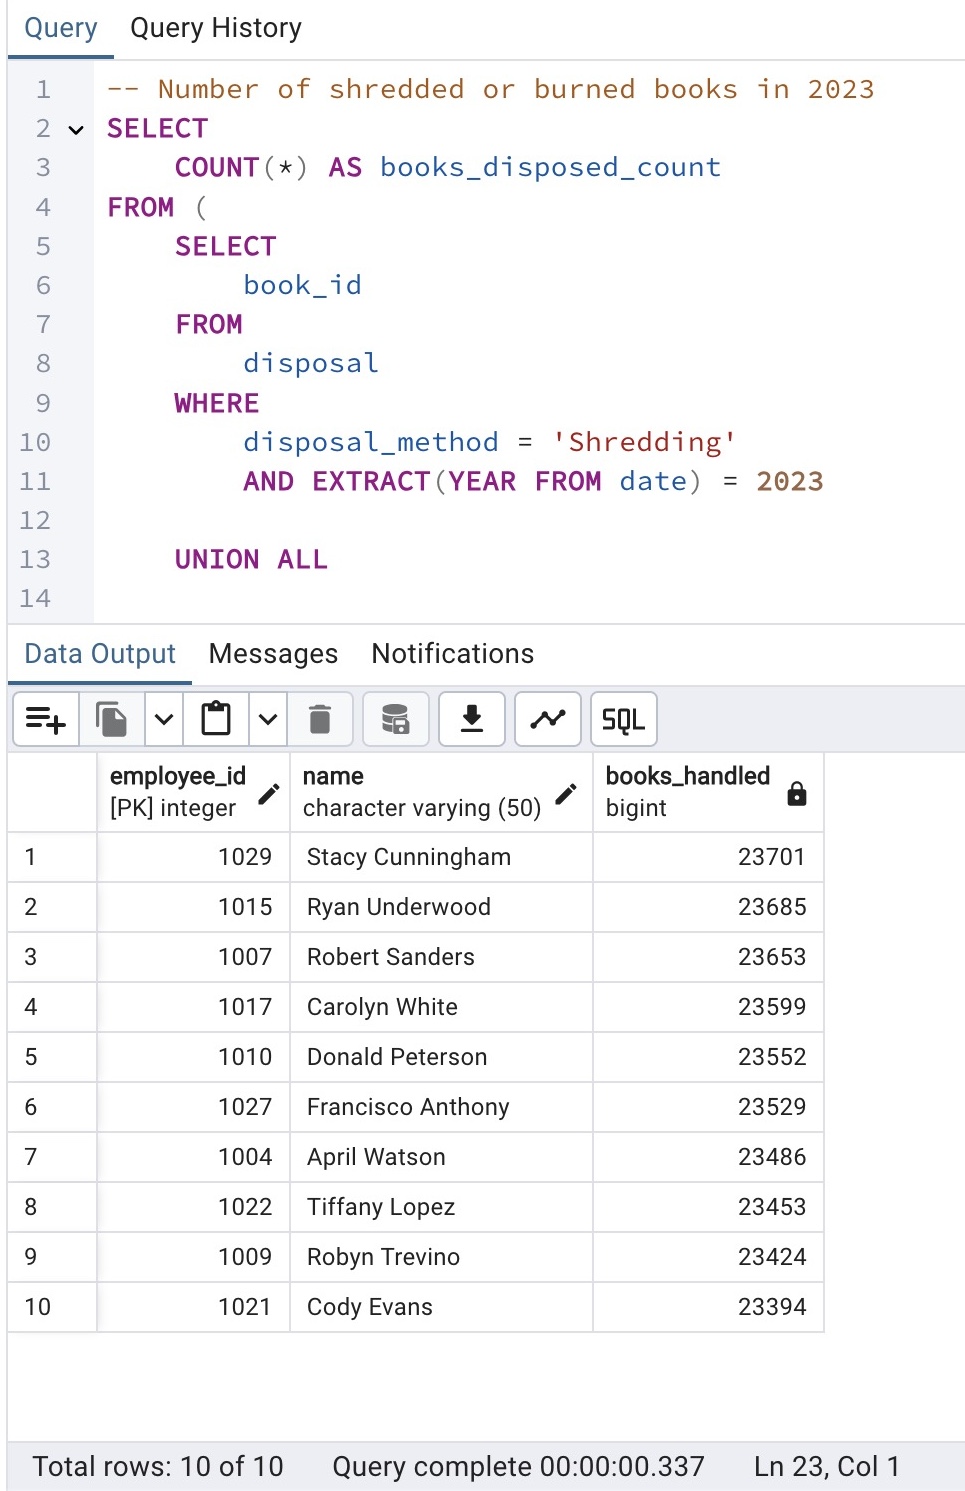 Query Query History
1 -- Number of shredded or burned books in 2023
2 SELECT
3 COUNT(*) AS books_disposed_count
4 FROM (
5 SELECT
6 book_id
7 FROM
8 disposal
9 WHERE
10 disposal_method = 'Shredding'
11 AND EXTRACT(YEAR FROM date) = 2023
12
13 UNION ALL
14
Data Output Messages Notifications
SQL
employee_id name books_handled
[PK] integer character varying (50) bigint
1 1029 Stacy Cunningham 23701
2 1015 Ryan Underwood 23685
3 1007 Robert Sanders 23653
4 1017 Carolyn White 23599
5 1010 Donald Peterson 23552
6 1027 Francisco Anthony 23529
7 1004 April Watson 23486
8 1022 Tiffany Lopez 23453
9 1009 Robyn Trevino 23424
10 1021 Cody Evans 23394
Total rows: 10 of 10 Query complete 00:00:00.337 Ln 23, Col 1